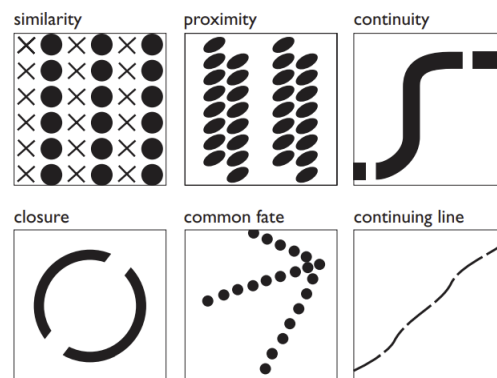 similarity
proximity
continuity
closure
common fate
continuing line